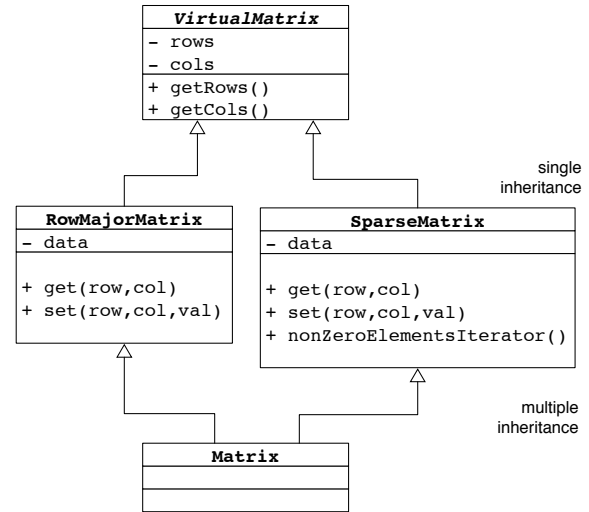 VirtualMatrix
- rows
- cols
+ getRows()
+ getCols()
single
inheritance
RowMajorMatrix
- data
+ get(row,col)
+ set(row,col,val)
SparseMatrix
- data
+ get(row,col)
+ set(row,col,val)
+ nonZeroElementsIterator()
multiple
inheritance
Matrix